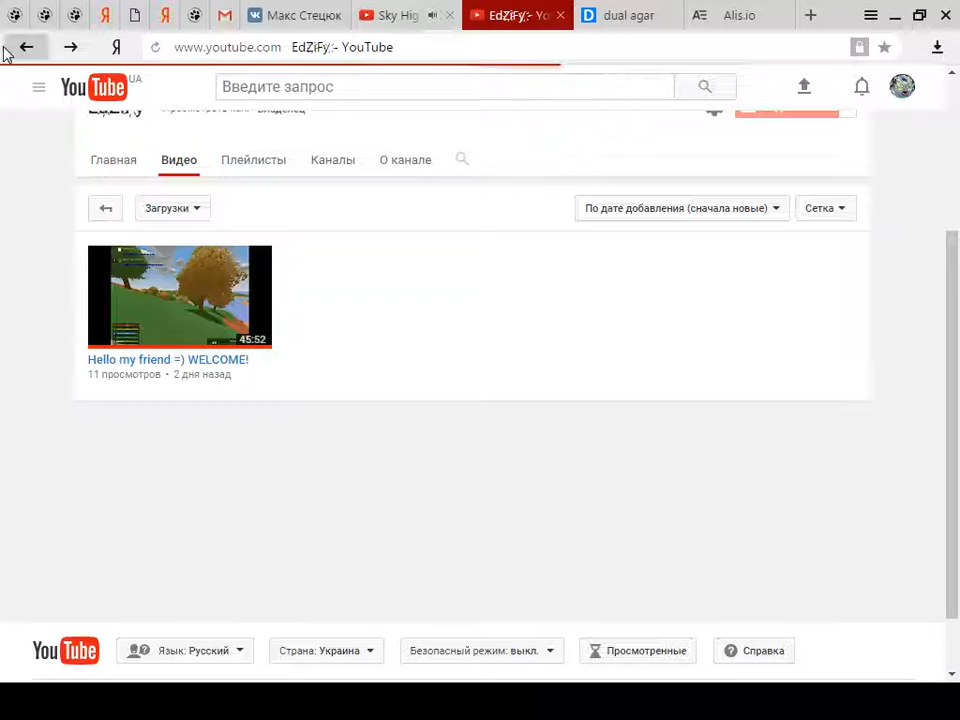 Макс Стецюк
Sky Hig
EdZiFy:- Yo
dual agar
Alis.io
www.youtube.com EdZiFy:- YouTube
YouTube UA
Введите запрос
EdZiFy
Владелец
Главная
Видео
Плейлисты
Каналы
О канале
Загрузки
По дате добавления (сначала новые)
Сетка
45:52
Hello my friend =) WELCOME!
11 просмотров • 2 дня назад
YouTube
Язык: Русский
Страна: Украина
Безопасный режим: выкл.
Просмотренные
Справка